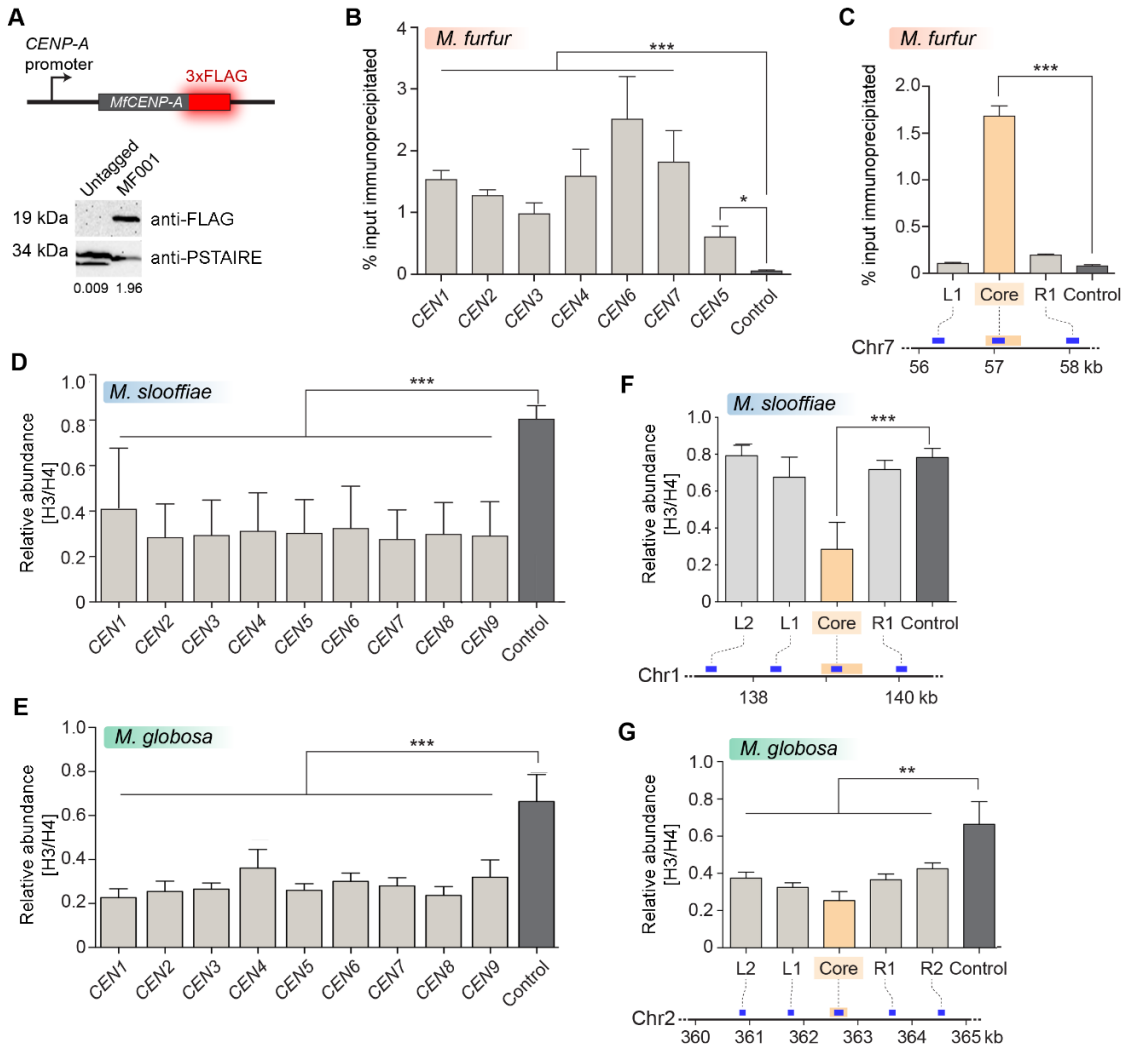 A
CENP-A
promoter
3xFLAG
MfCENP-A
Untagged
MF001
19 kDa
anti-FLAG
34 kDa
anti-PSTAIRE
0.009 1.96
B
M. furfur
% input immunoprecipitated
4
3
2
1
0
***
*
CEN1 CEN2 CEN3 CEN4 CEN6 CEN7 CEN5 Control
C
M. furfur
% input immunoprecipitated
2.0
1.5
1.0
0.5
0.0
***
L1 Core R1 Control
Chr7
56 57 58 kb
D
M. slooffiae
Relative abundance
[H3/H4]
1.0
0.8
0.6
0.4
0.2
0
***
CEN1 CEN2 CEN3 CEN4 CEN5 CEN6 CEN7 CEN8 CEN9 Control
E
M. globosa
Relative abundance
[H3/H4]
1.0
0.8
0.6
0.4
0.2
0
***
CEN1 CEN2 CEN3 CEN4 CEN5 CEN6 CEN7 CEN8 CEN9 Control
F
M. slooffiae
Relative abundance
[H3/H4]
1.0
0.8
0.6
0.4
0.2
0
***
L2 L1 Core R1 Control
Chr1
138 140 kb
G
M. globosa
Relative abundance
[H3/H4]
1.0
0.8
0.6
0.4
0.2
0
**
L2 L1 Core R1 R2 Control
Chr2
360 361 362 363 364 365 kb